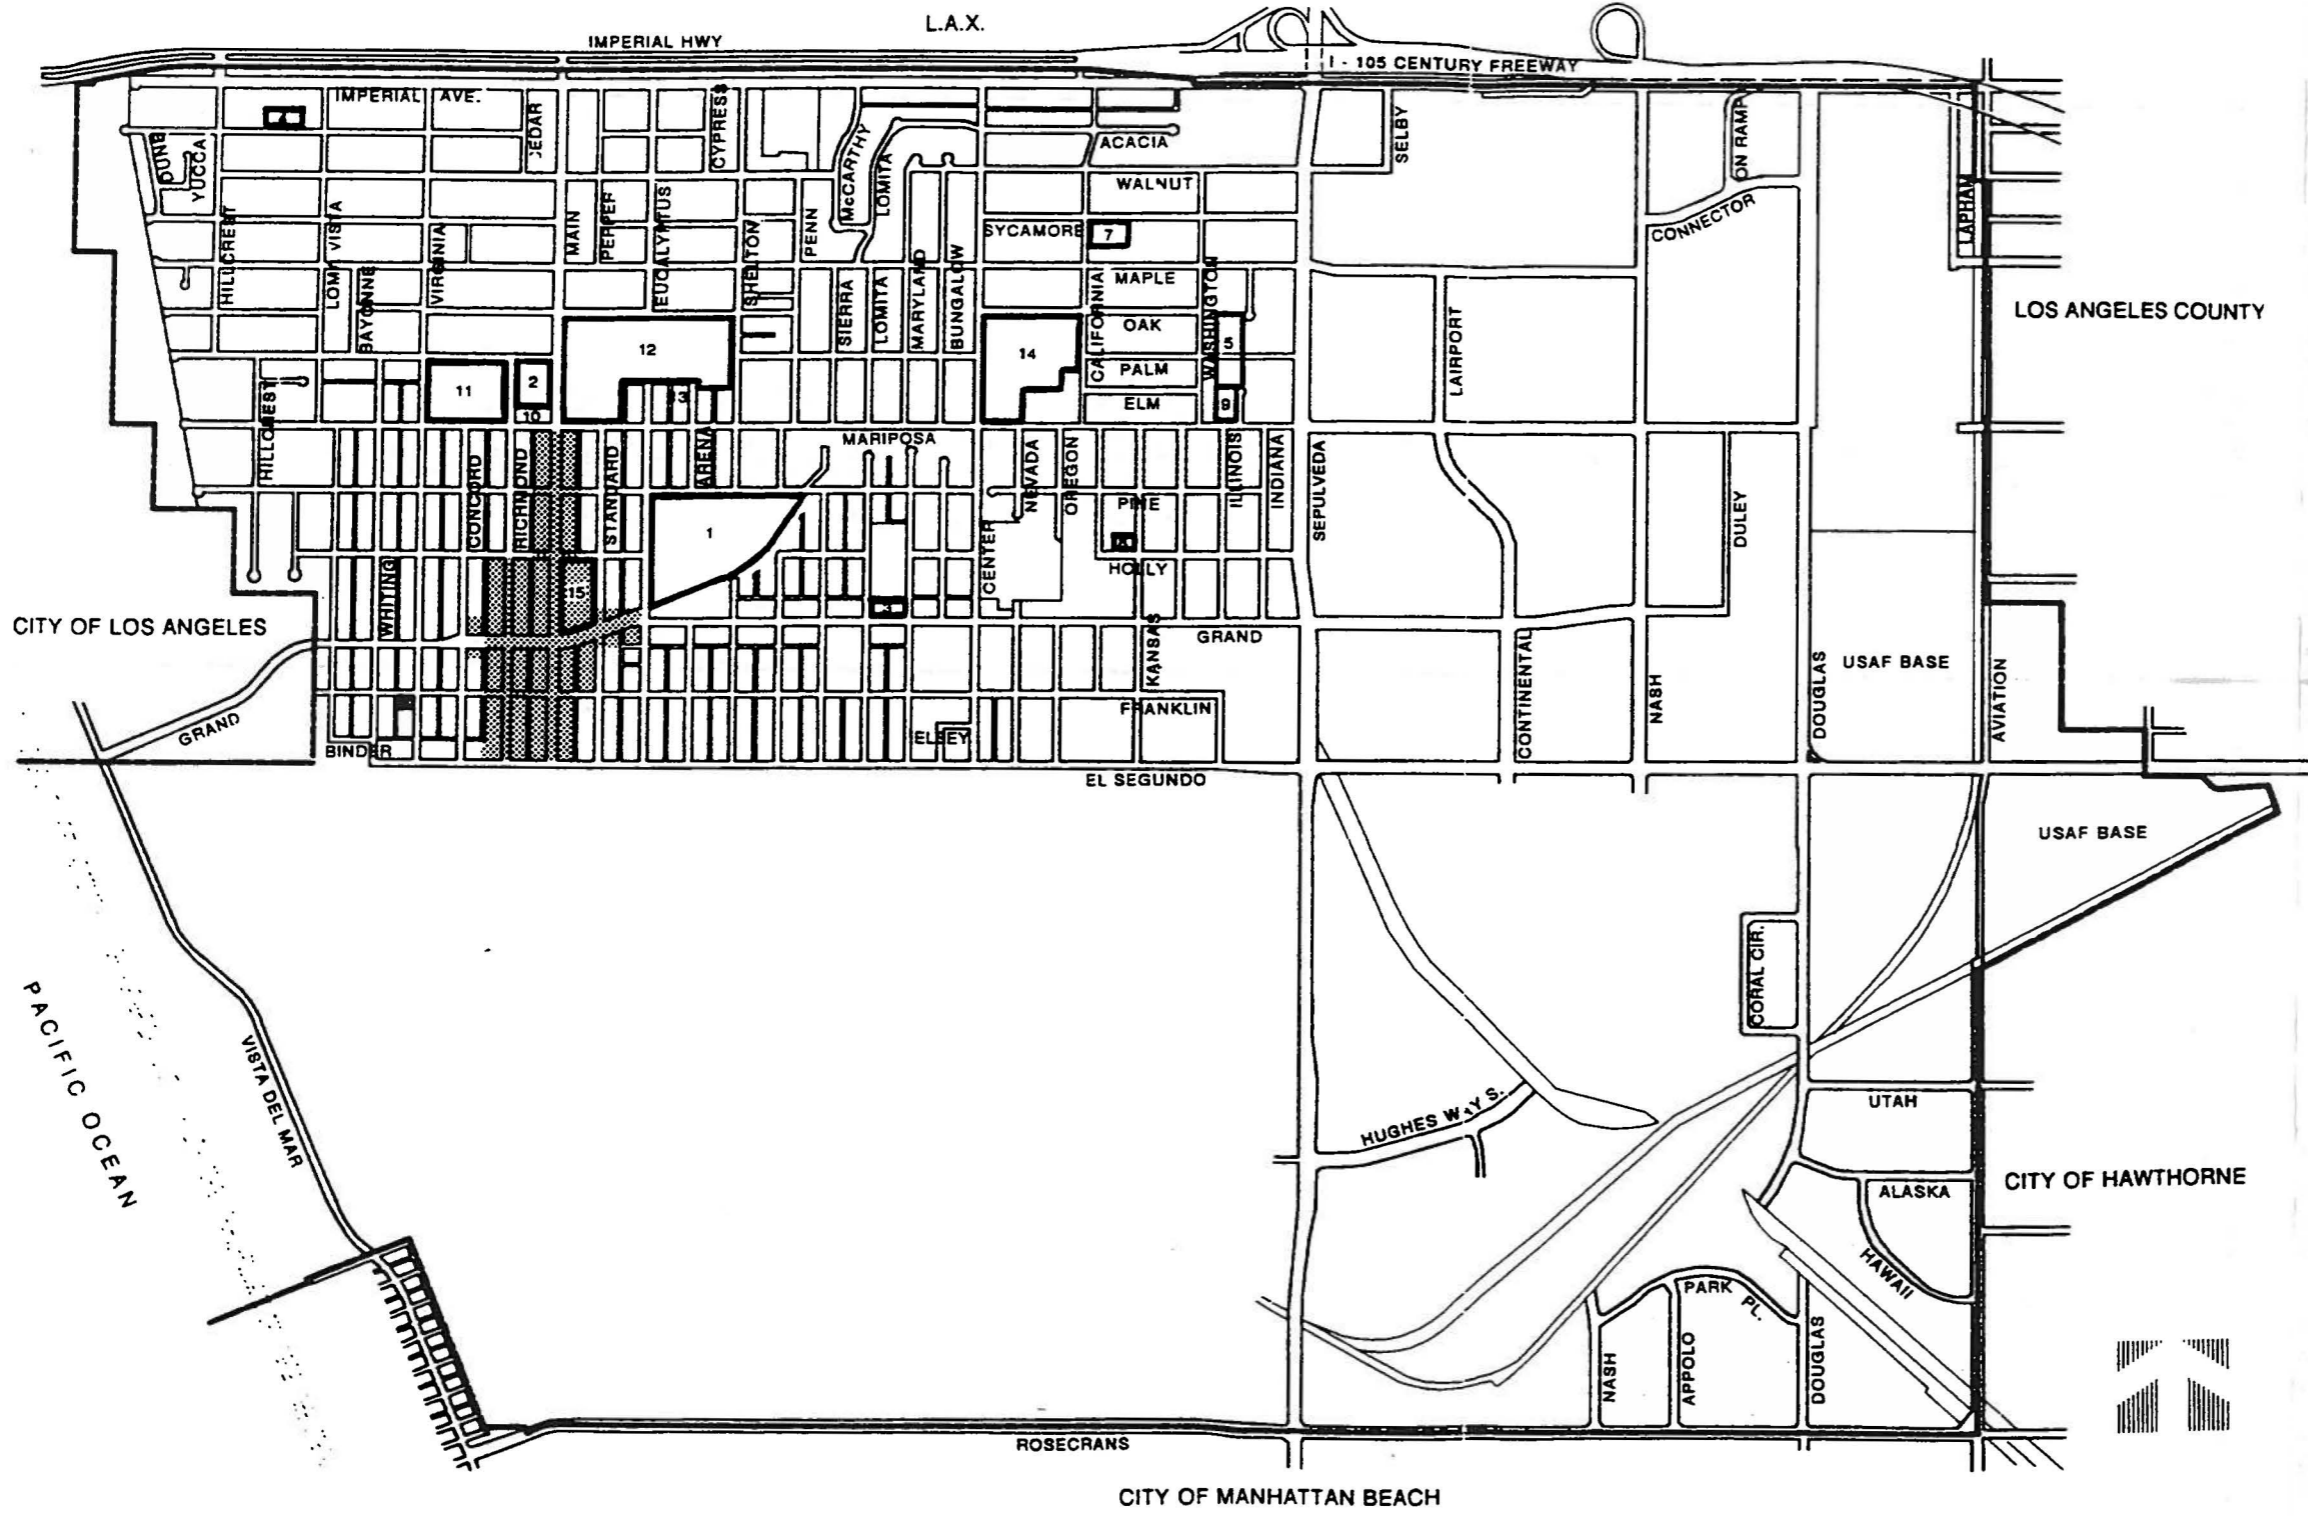 L.A.X.
IMPERIAL HWY
I - 105 CENTURY FREEWAY
IMPERIAL AVE.
CYPRESS
SELBY
ON RAMP
ACACIA
McCARTHY
LOMITA
YUCCA
WALNUT
LAPHAM
HILLCREST
LOMA VISTA
VIRGINIA
MAIN
PEPPER
EUCALYPTUS
SHELTON
PENN
SYCAMORE
7
CONNECTOR
BAYONNE
SIERRA
LOMITA
MARYLAND
BUNGALOW
MAPLE
CALIFORNIA
WASHINGTON
LOS ANGELES COUNTY
OAK
12
14
5
LAIRPORT
PALM
11
2
ELM
9
10
HILLCREST
MARIPOSA
ARENA
CONCORD
RICHMOND
STANDARD
NEVADA
OREGON
ILLINOIS
INDIANA
SEPULVEDA
PINE
DULEY
1
CENTER
HOLLY
WHITING
15
3
CITY OF LOS ANGELES
KANSAS
GRAND
CONTINENTAL
NASH
DOUGLAS
USAF BASE
AVIATION
GRAND
FRANKLIN
BINDER
ELSEY
EL SEGUNDO
USAF BASE
CORAL CIR.
PACIFIC OCEAN
VISTA DEL MAR
HUGHES WAY S.
UTAH
CITY OF HAWTHORNE
ALASKA
HAWAII
PARK PL.
NASH
APPOLO
DOUGLAS
ROSECRANS
CITY OF MANHATTAN BEACH